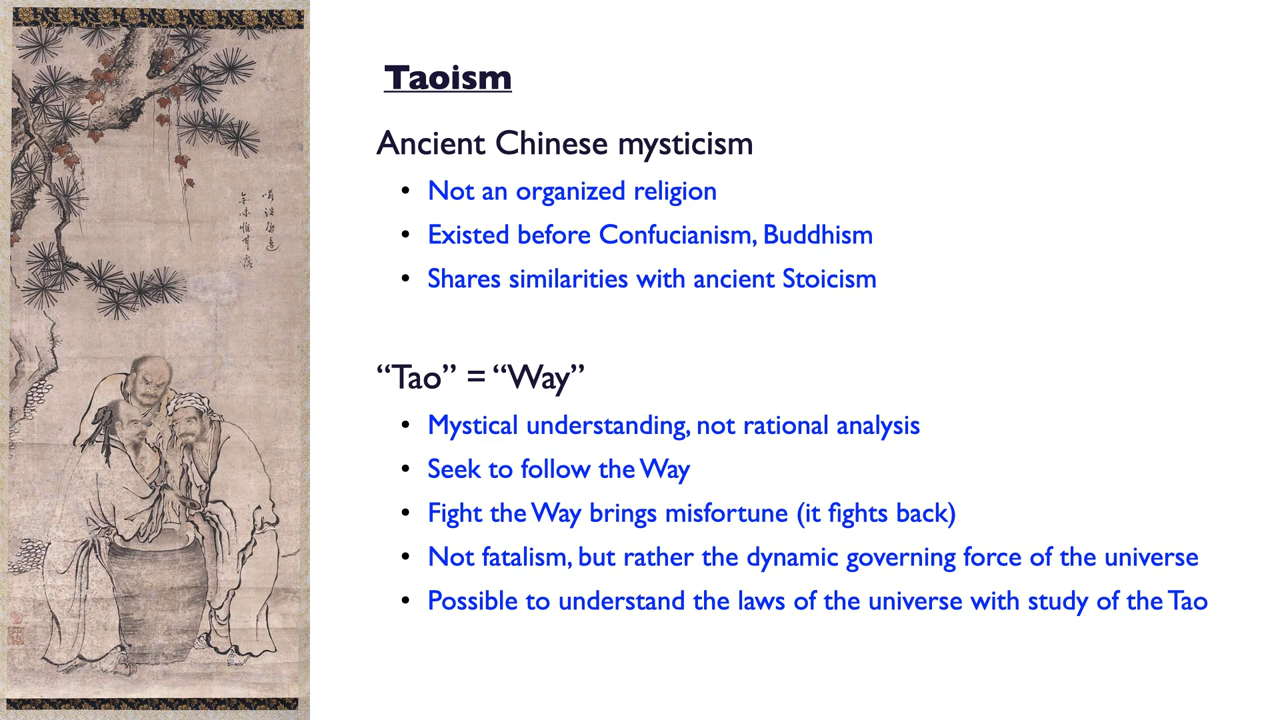 Taoism
Ancient Chinese mysticism
• Not an organized religion
• Existed before Confucianism, Buddhism
• Shares similarities with ancient Stoicism
“Tao” = “Way”
• Mystical understanding, not rational analysis
• Seek to follow the Way
• Fight the Way brings misfortune (it fights back)
• Not fatalism, but rather the dynamic governing force of the universe
• Possible to understand the laws of the universe with study of the Tao